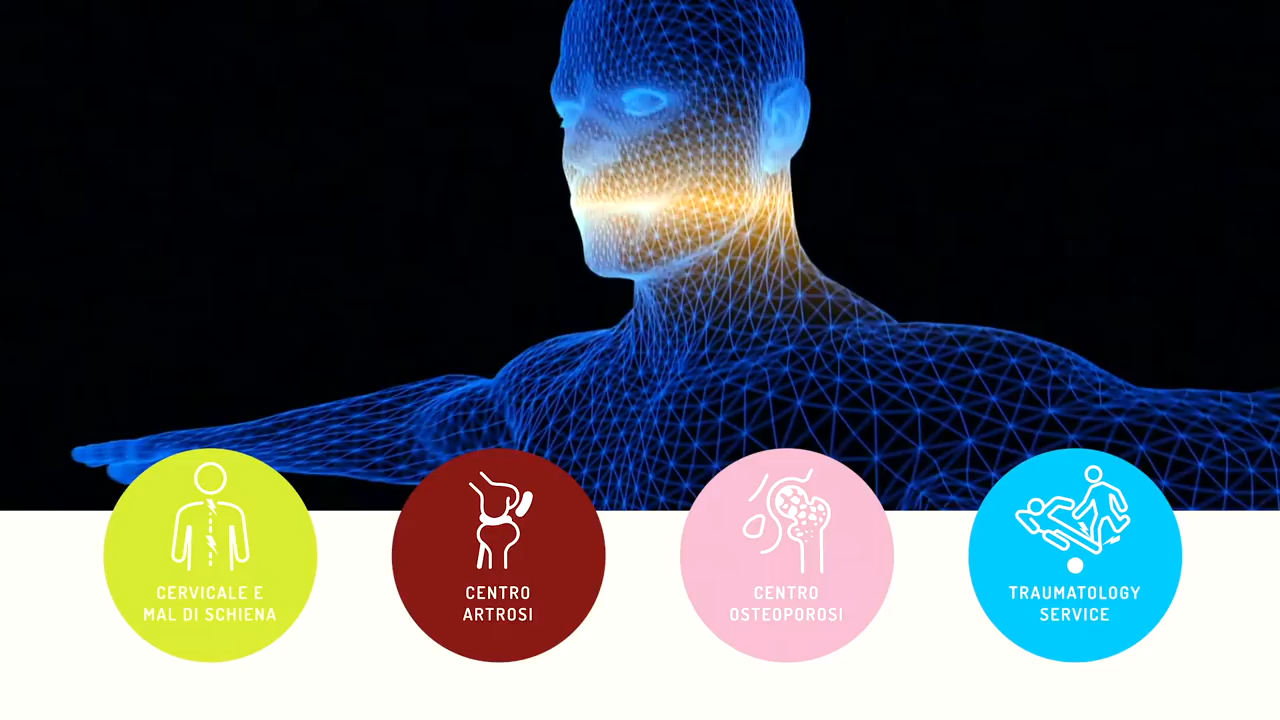 CERVICALE E
MAL DI SCHIENA
CENTRO
ARTROSI
CENTRO
OSTEOPOROSI
TRAUMATOLOGY
SERVICE